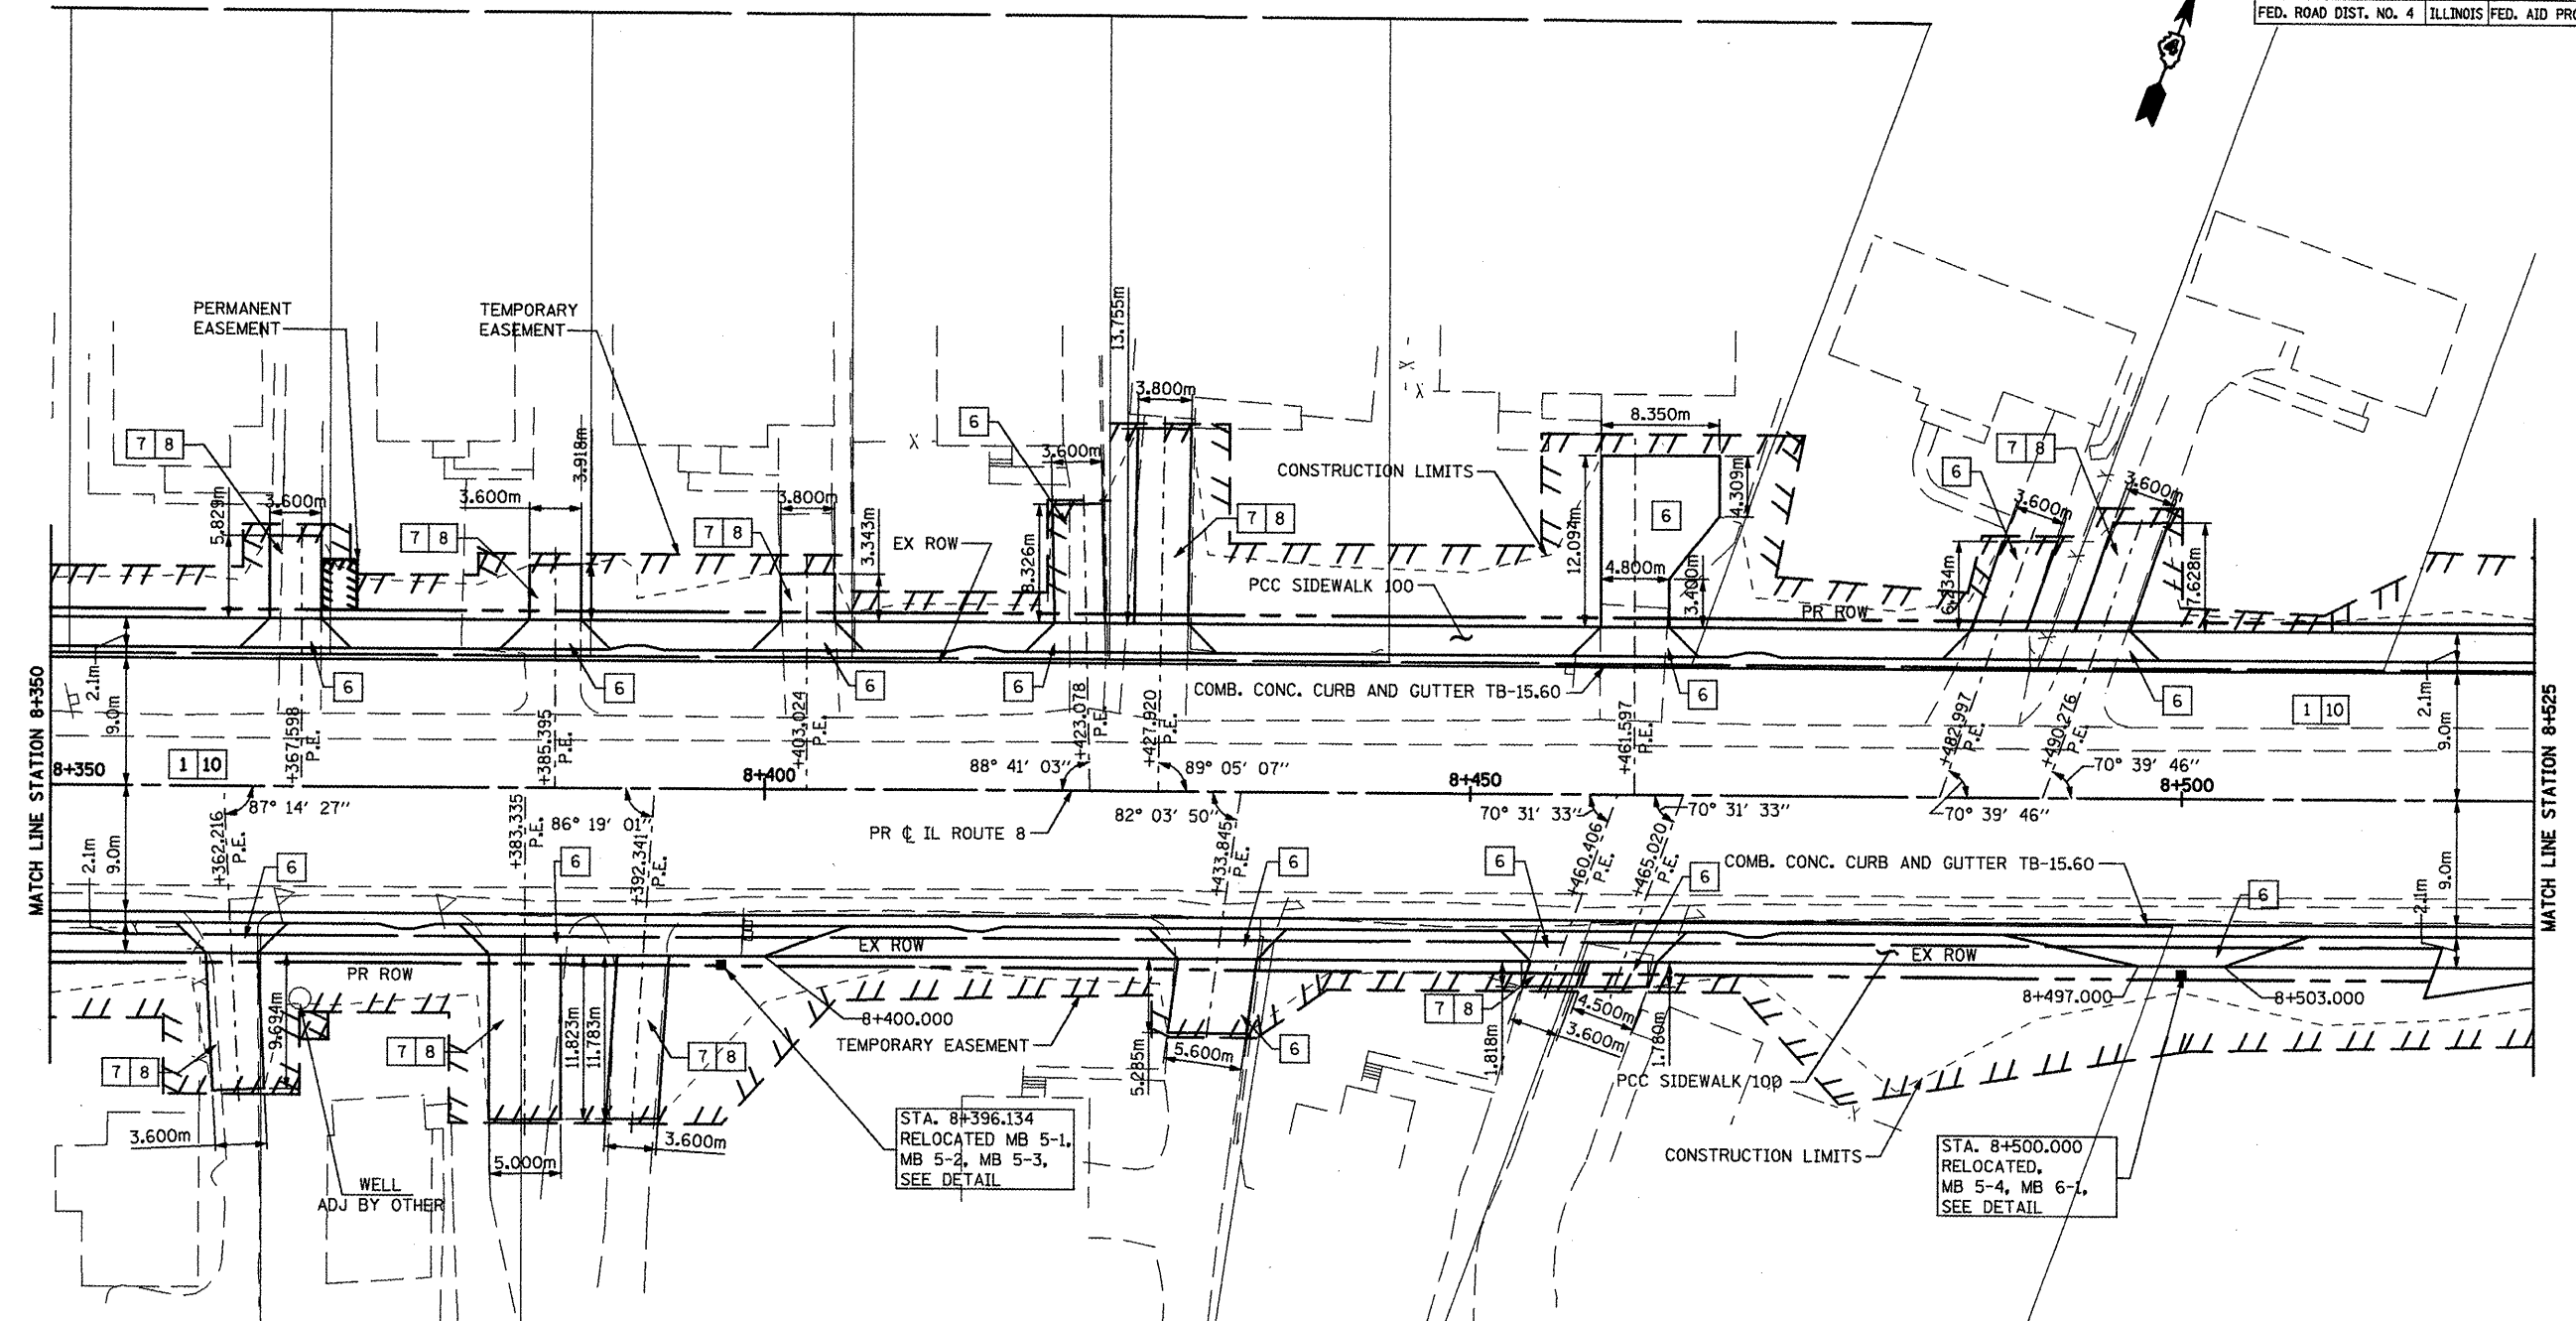 FED. ROAD DIST. NO. 4 ILLINOIS FED. AID PRO
PERMANENT
EASEMENT
TEMPORARY
EASEMENT
13.755m
3.800m
8.350m
7 8
6
7 8
5.829m
3.600m
3.600m
3.918m
3.800m
3.600m
CONSTRUCTION LIMITS
4.309m
6
3.600m
3.600m
7 8
7 8
3.343m
EX ROW
8.326m
7 8
6
12.094m
PCC SIDEWALK 100
4.800m
3.400m
PR ROW
6.234m
7.628m
2.1m
9.0m
6
6
6
6
COMB. CONC. CURB AND GUTTER TB-15.60
6
6
1 10
2.1m
9.0m
MATCH LINE STATION 8+350
MATCH LINE STATION 8+525
+367.598
P.E.
+385.395
P.E.
+403.024
P.E.
+423.078
P.E.
+427.920
P.E.
+461.597
P.E.
+482.997
P.E.
+490.276
P.E.
8+350
1 10
8+400
88° 41' 03"
89° 05' 07"
8+450
70° 39' 46"
8+500
87° 14' 27"
86° 19' 01"
PR ℄ IL ROUTE 8
82° 03' 50"
70° 31' 33"
70° 31' 33"
70° 39' 46"
2.1m
9.0m
+362.216
P.E.
6
+383.335
P.E.
6
+392.341
P.E.
+433.845
P.E.
6
6
+460.406
P.E.
+465.020
P.E.
6
COMB. CONC. CURB AND GUTTER TB-15.60
6
2.1m
9.0m
EX ROW
EX ROW
PR ROW
9.694m
7 8
7 8
11.823m
11.783m
7 8
8+400.000
TEMPORARY EASEMENT
5.285m
5.600m
6
7 8
1.818m
4.500m
3.600m
1.780m
8+497.000
8+503.000
PCC SIDEWALK 100
3.600m
5.000m
3.600m
WELL
ADJ BY OTHER
STA. 8+396.134
RELOCATED MB 5-1,
MB 5-2, MB 5-3,
SEE DETAIL
CONSTRUCTION LIMITS
STA. 8+500.000
RELOCATED,
MB 5-4, MB 6-1,
SEE DETAIL